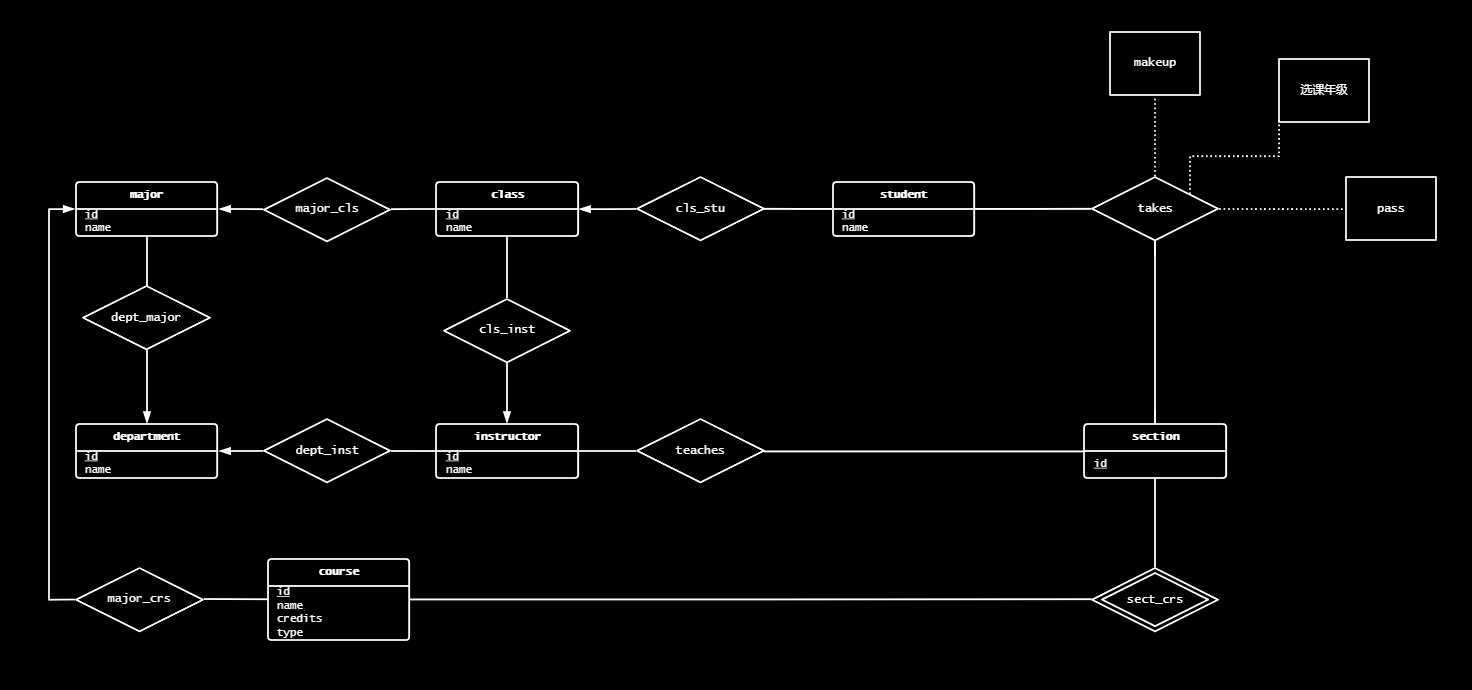 makeup
选课年级
major
id
name
major_cls
class
id
name
cls_stu
student
id
name
takes
pass
dept_major
cls_inst
department
id
name
dept_inst
instructor
id
name
teaches
section
id
major_crs
course
id
name
credits
type
sect_crs